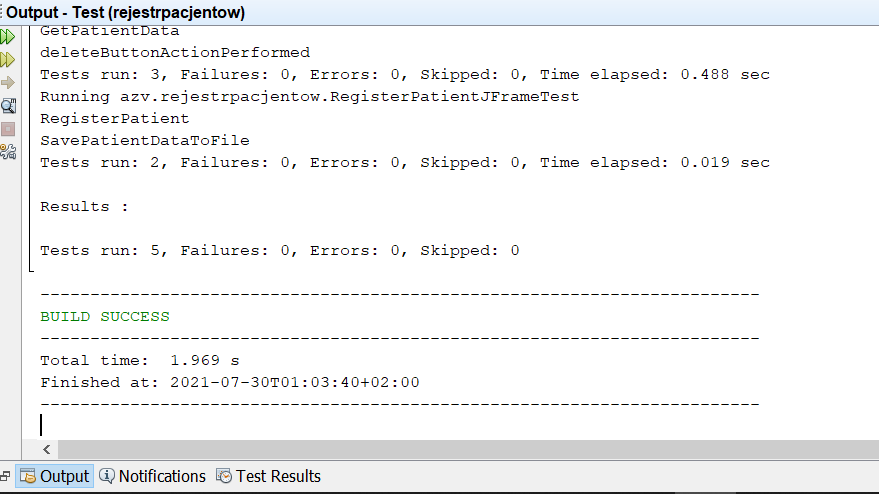 Output - Test (rejestrpacjentow)
GetPatientData
deleteButtonActionPerformed
Tests run: 3, Failures: 0, Errors: 0, Skipped: 0, Time elapsed: 0.488 sec
Running azv.rejestrpacjentow.RegisterPatientJFrameTest
RegisterPatient
SavePatientDataToFile
Tests run: 2, Failures: 0, Errors: 0, Skipped: 0, Time elapsed: 0.019 sec
Results :
Tests run: 5, Failures: 0, Errors: 0, Skipped: 0
------------------------------------------------------------------------
BUILD SUCCESS
------------------------------------------------------------------------
Total time:  1.969 s
Finished at: 2021-07-30T01:03:40+02:00
------------------------------------------------------------------------
Output Notifications Test Results